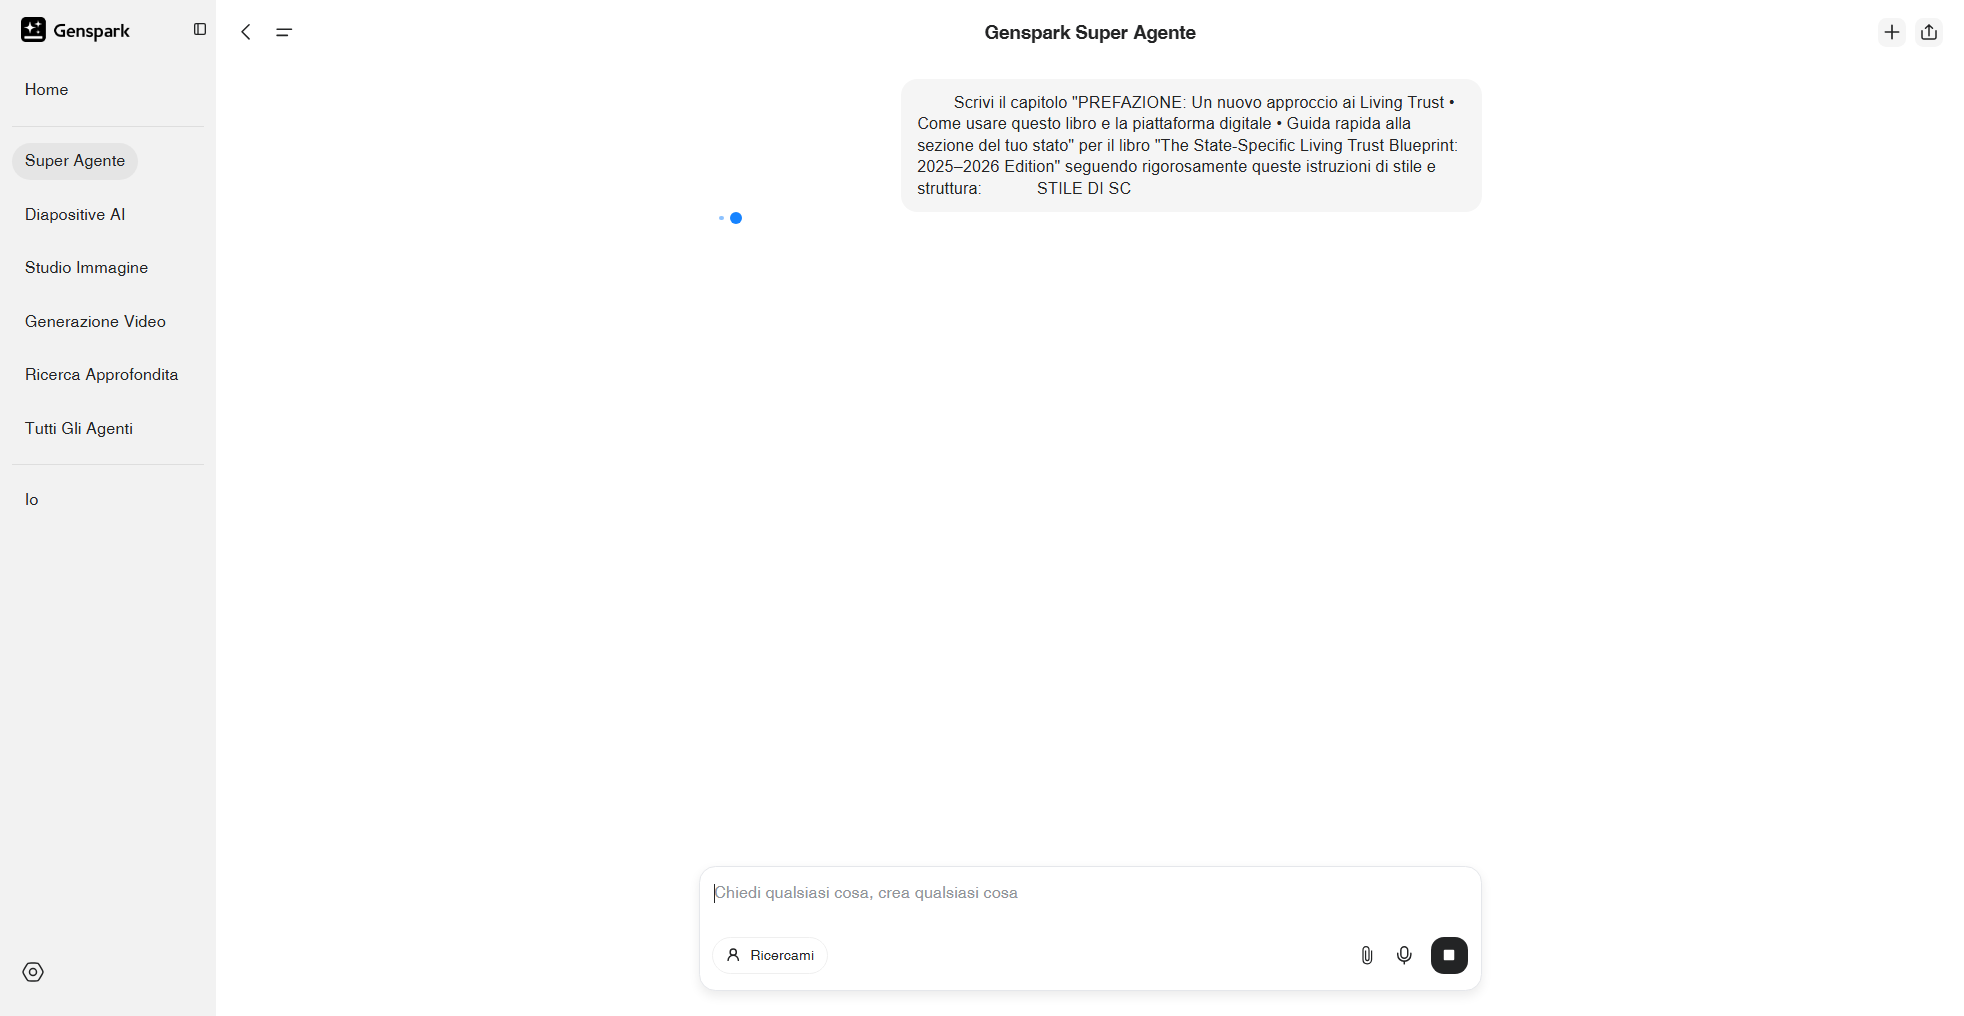 Genspark
Home
Super Agente
Diapositive AI
Studio Immagine
Generazione Video
Ricerca Approfondita
Tutti Gli Agenti
Io
Genspark Super Agente
Scrivi il capitolo "PREFAZIONE: Un nuovo approccio ai Living Trust •
Come usare questo libro e la piattaforma digitale • Guida rapida alla
sezione del tuo stato" per il libro "The State-Specific Living Trust Blueprint:
2025–2026 Edition" seguendo rigorosamente queste istruzioni di stile e
struttura: STILE DI SC
Chiedi qualsiasi cosa, crea qualsiasi cosa
Ricercami